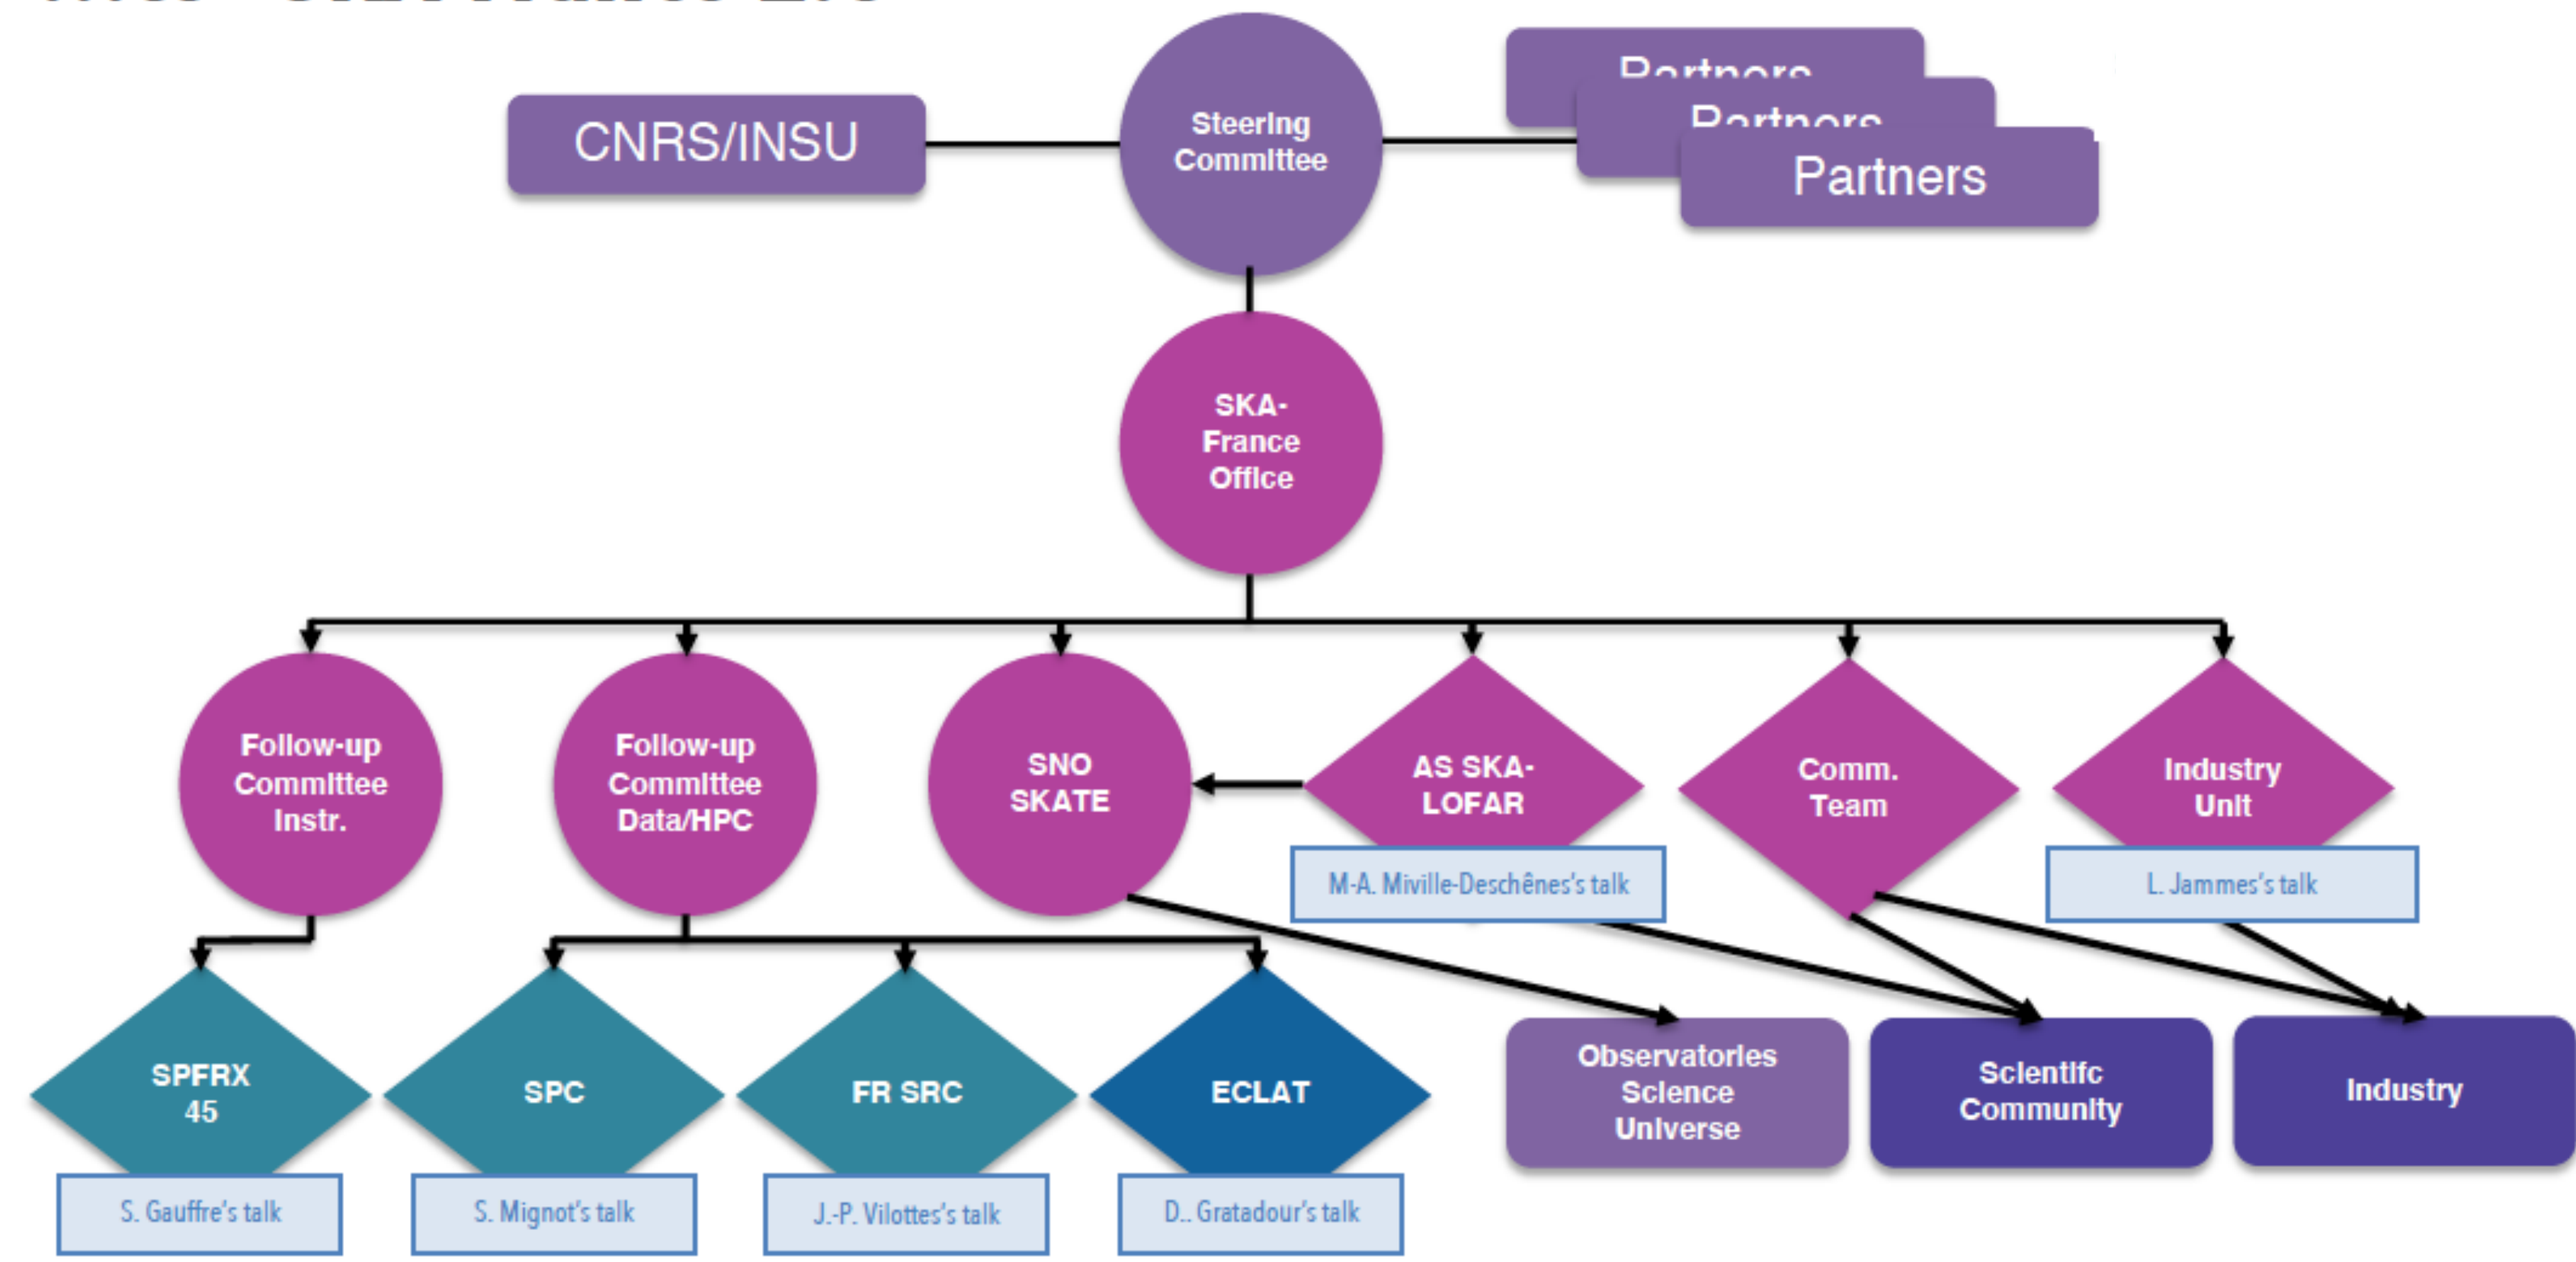 CNRS/INSU
Steering
Committee
Partners
Partners
Partners
SKA-
France
Office
Follow-up
Committee
Instr.
Follow-up
Committee
Data/HPC
SNO
SKATE
AS SKA-
LOFAR
Comm.
Team
Industry
Unit
M-A. Miville-Deschênes's talk
L. Jammes's talk
SPFRX
45
SPC
FR SRC
ECLAT
Observatories
Science
Universe
Scientifc
Community
Industry
S. Gauffre's talk
S. Mignot's talk
J.-P. Vilottes's talk
D.. Gratadour's talk